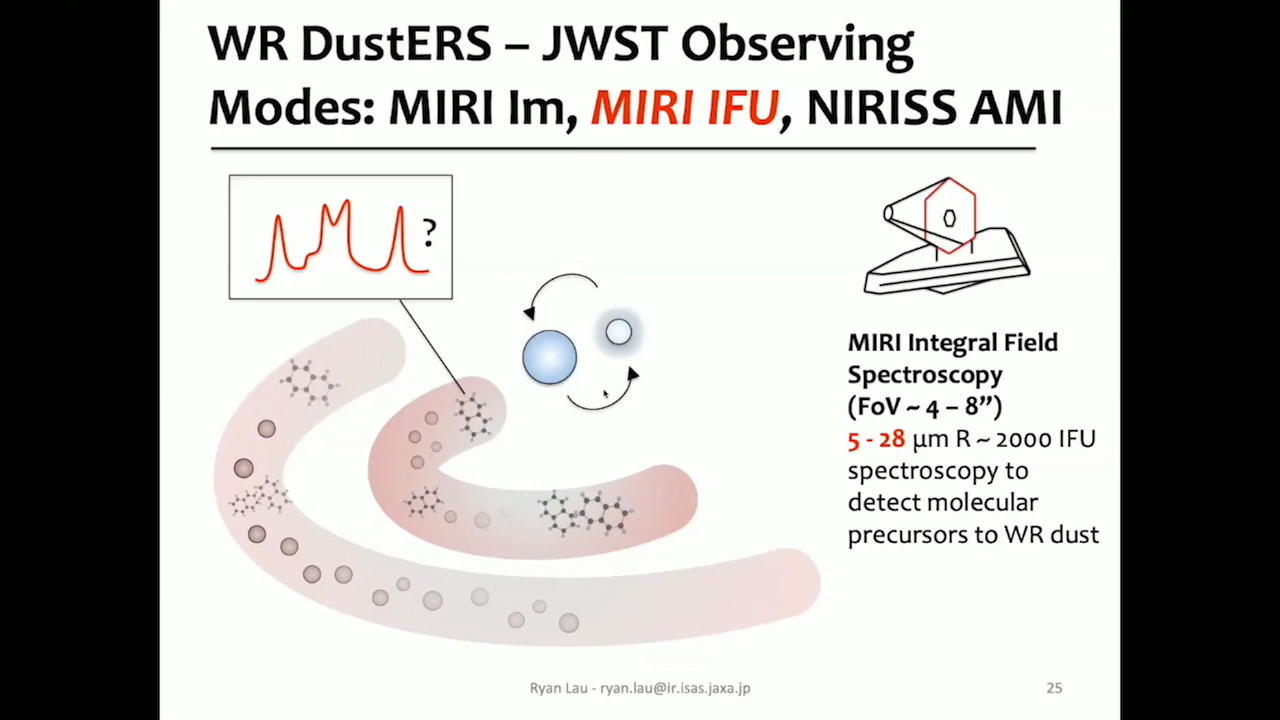 WR DustERS – JWST Observing
Modes: MIRI Im, MIRI IFU, NIRISS AMI
?
MIRI Integral Field
Spectroscopy
(FoV ~ 4 – 8”)
5 - 28 µm R ~ 2000 IFU
spectroscopy to
detect molecular
precursors to WR dust
Ryan Lau - ryan.lau@ir.isas.jaxa.jp
25